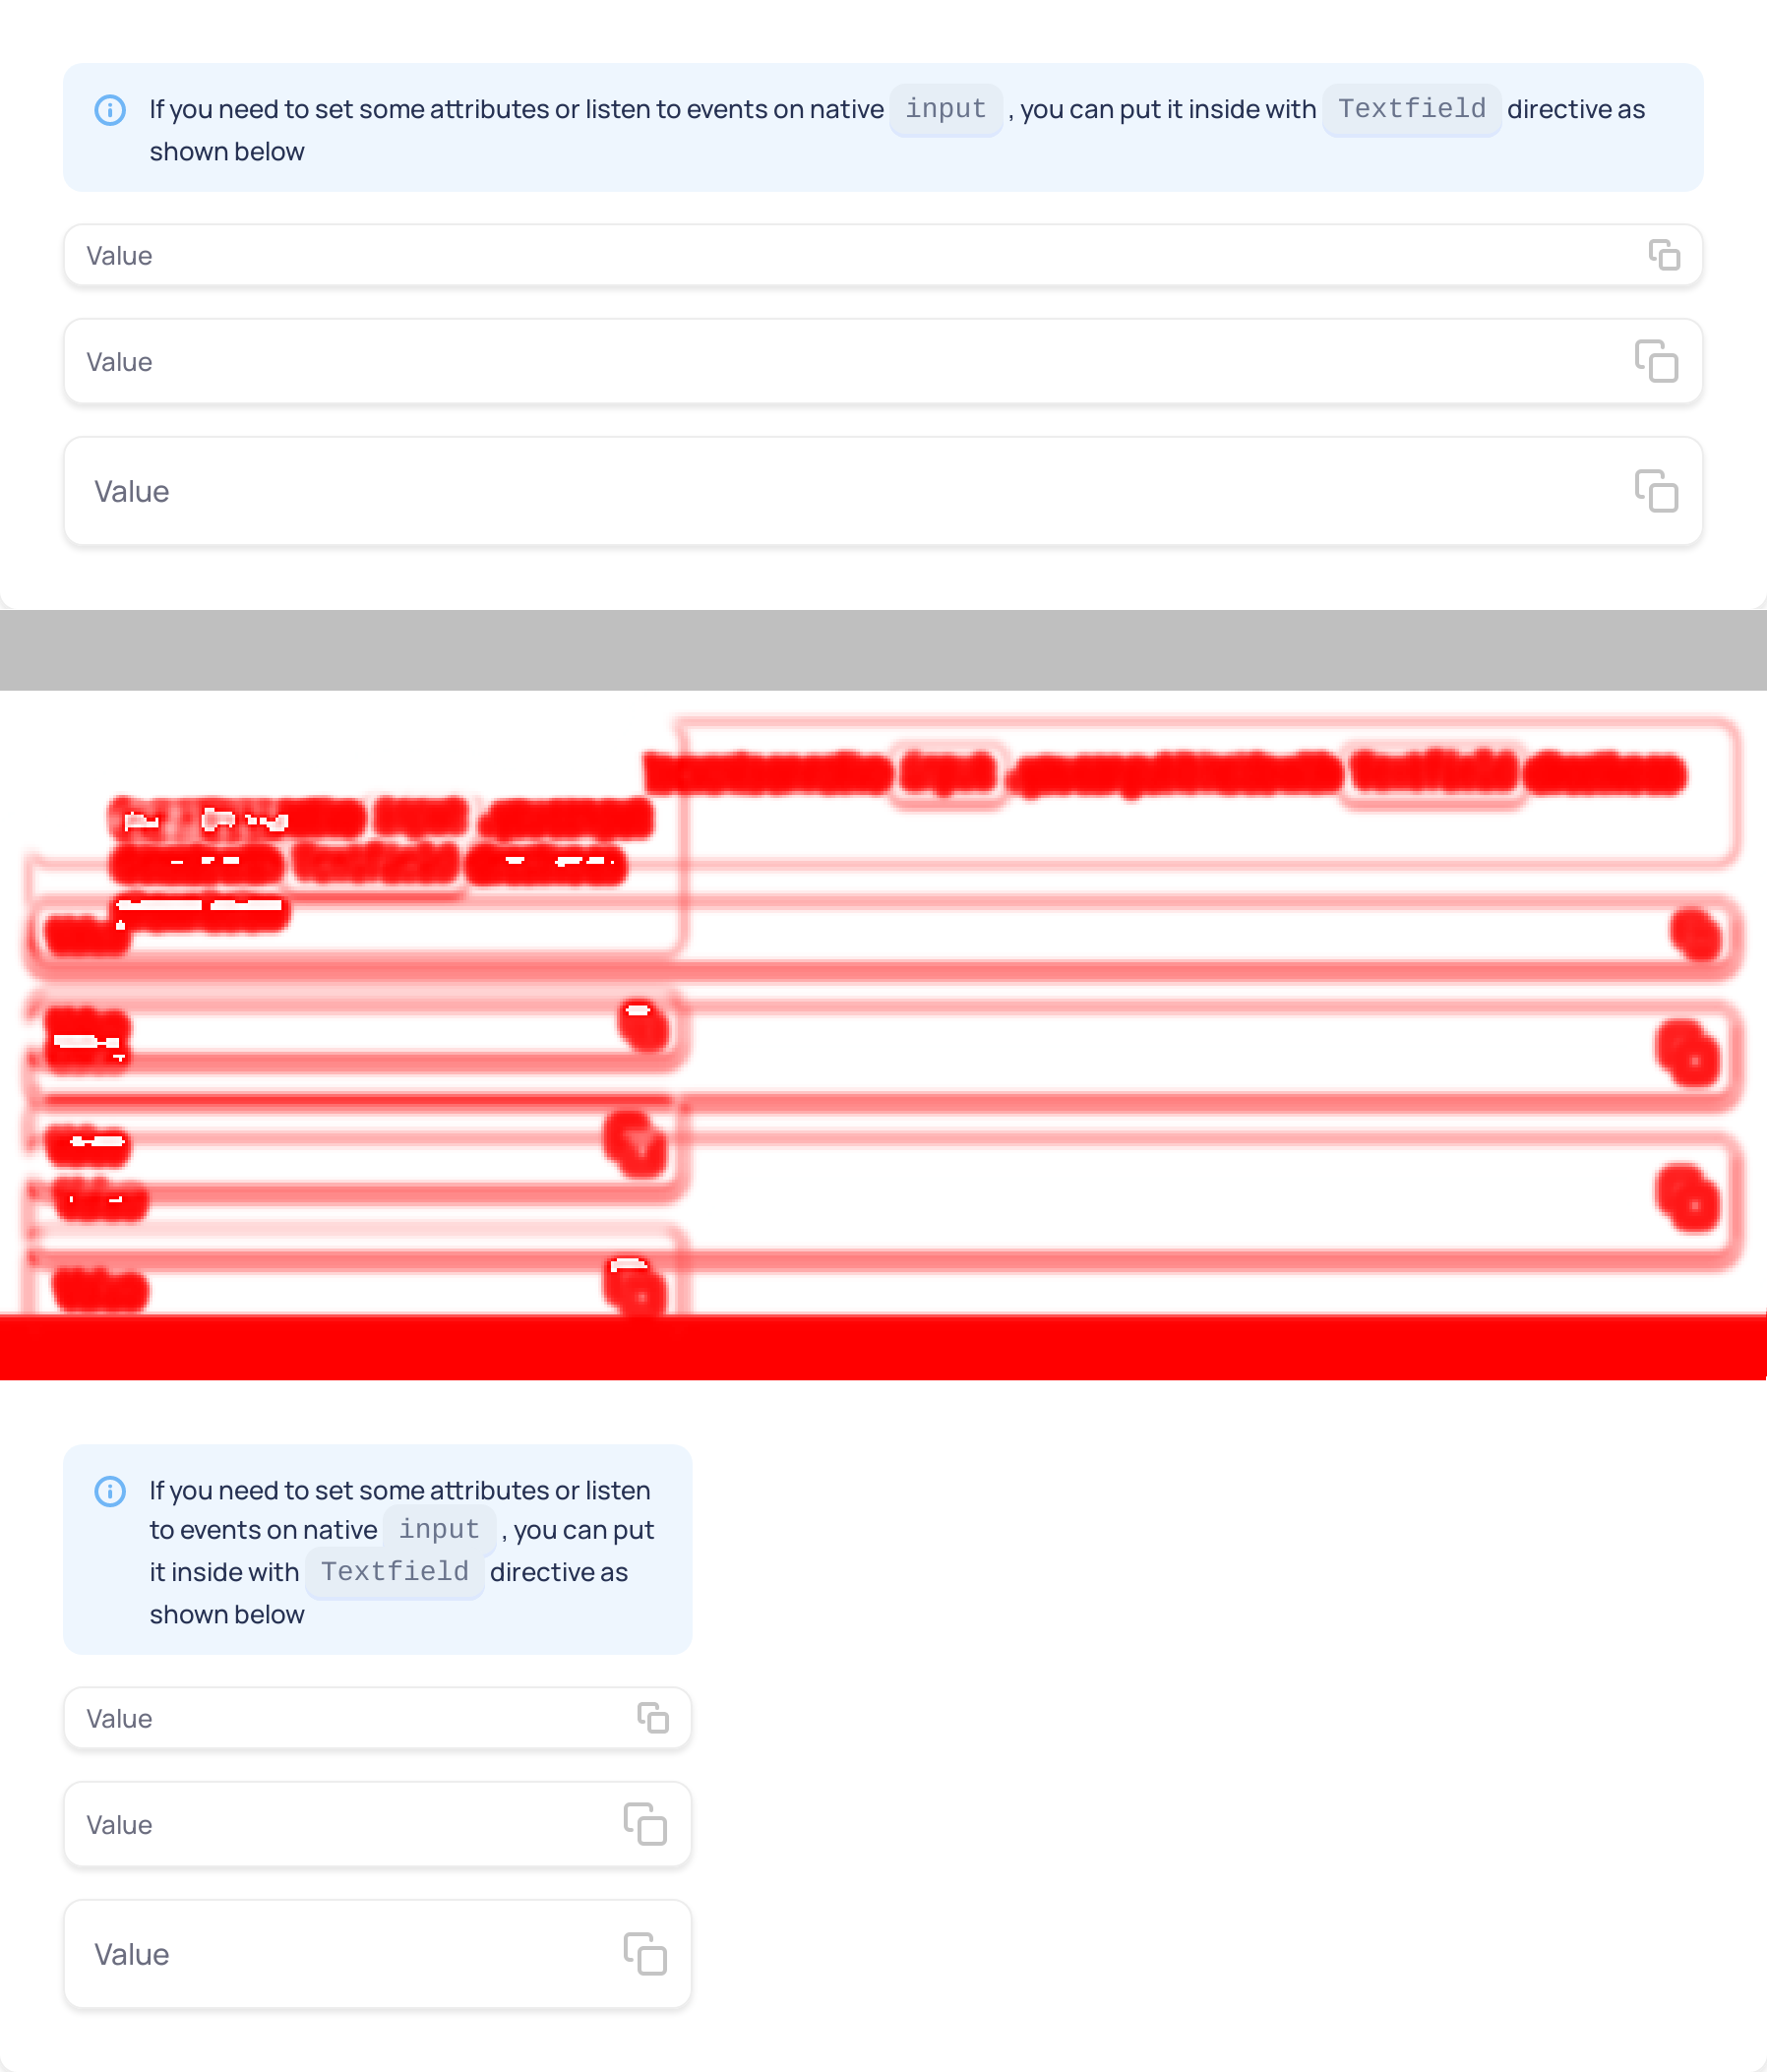 If you need to set some attributes or listen to events on native input , you can put it inside with Textfield directive as
shown below
Value
Value
Value
If you need to set some attributes or listen
to events on native input , you can put
it inside with Textfield directive as
shown below
Value
Value
Value